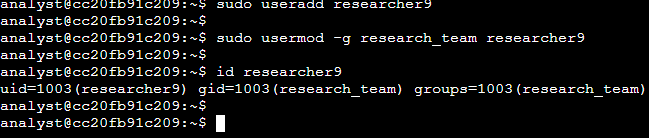 analyst@cc20fb91c209:~$ sudo useradd researcher9
analyst@cc20fb91c209:~$
analyst@cc20fb91c209:~$ sudo usermod -g research_team researcher9
analyst@cc20fb91c209:~$
analyst@cc20fb91c209:~$ id researcher9
uid=1003(researcher9) gid=1003(research_team) groups=1003(research_team)
analyst@cc20fb91c209:~$
analyst@cc20fb91c209:~$